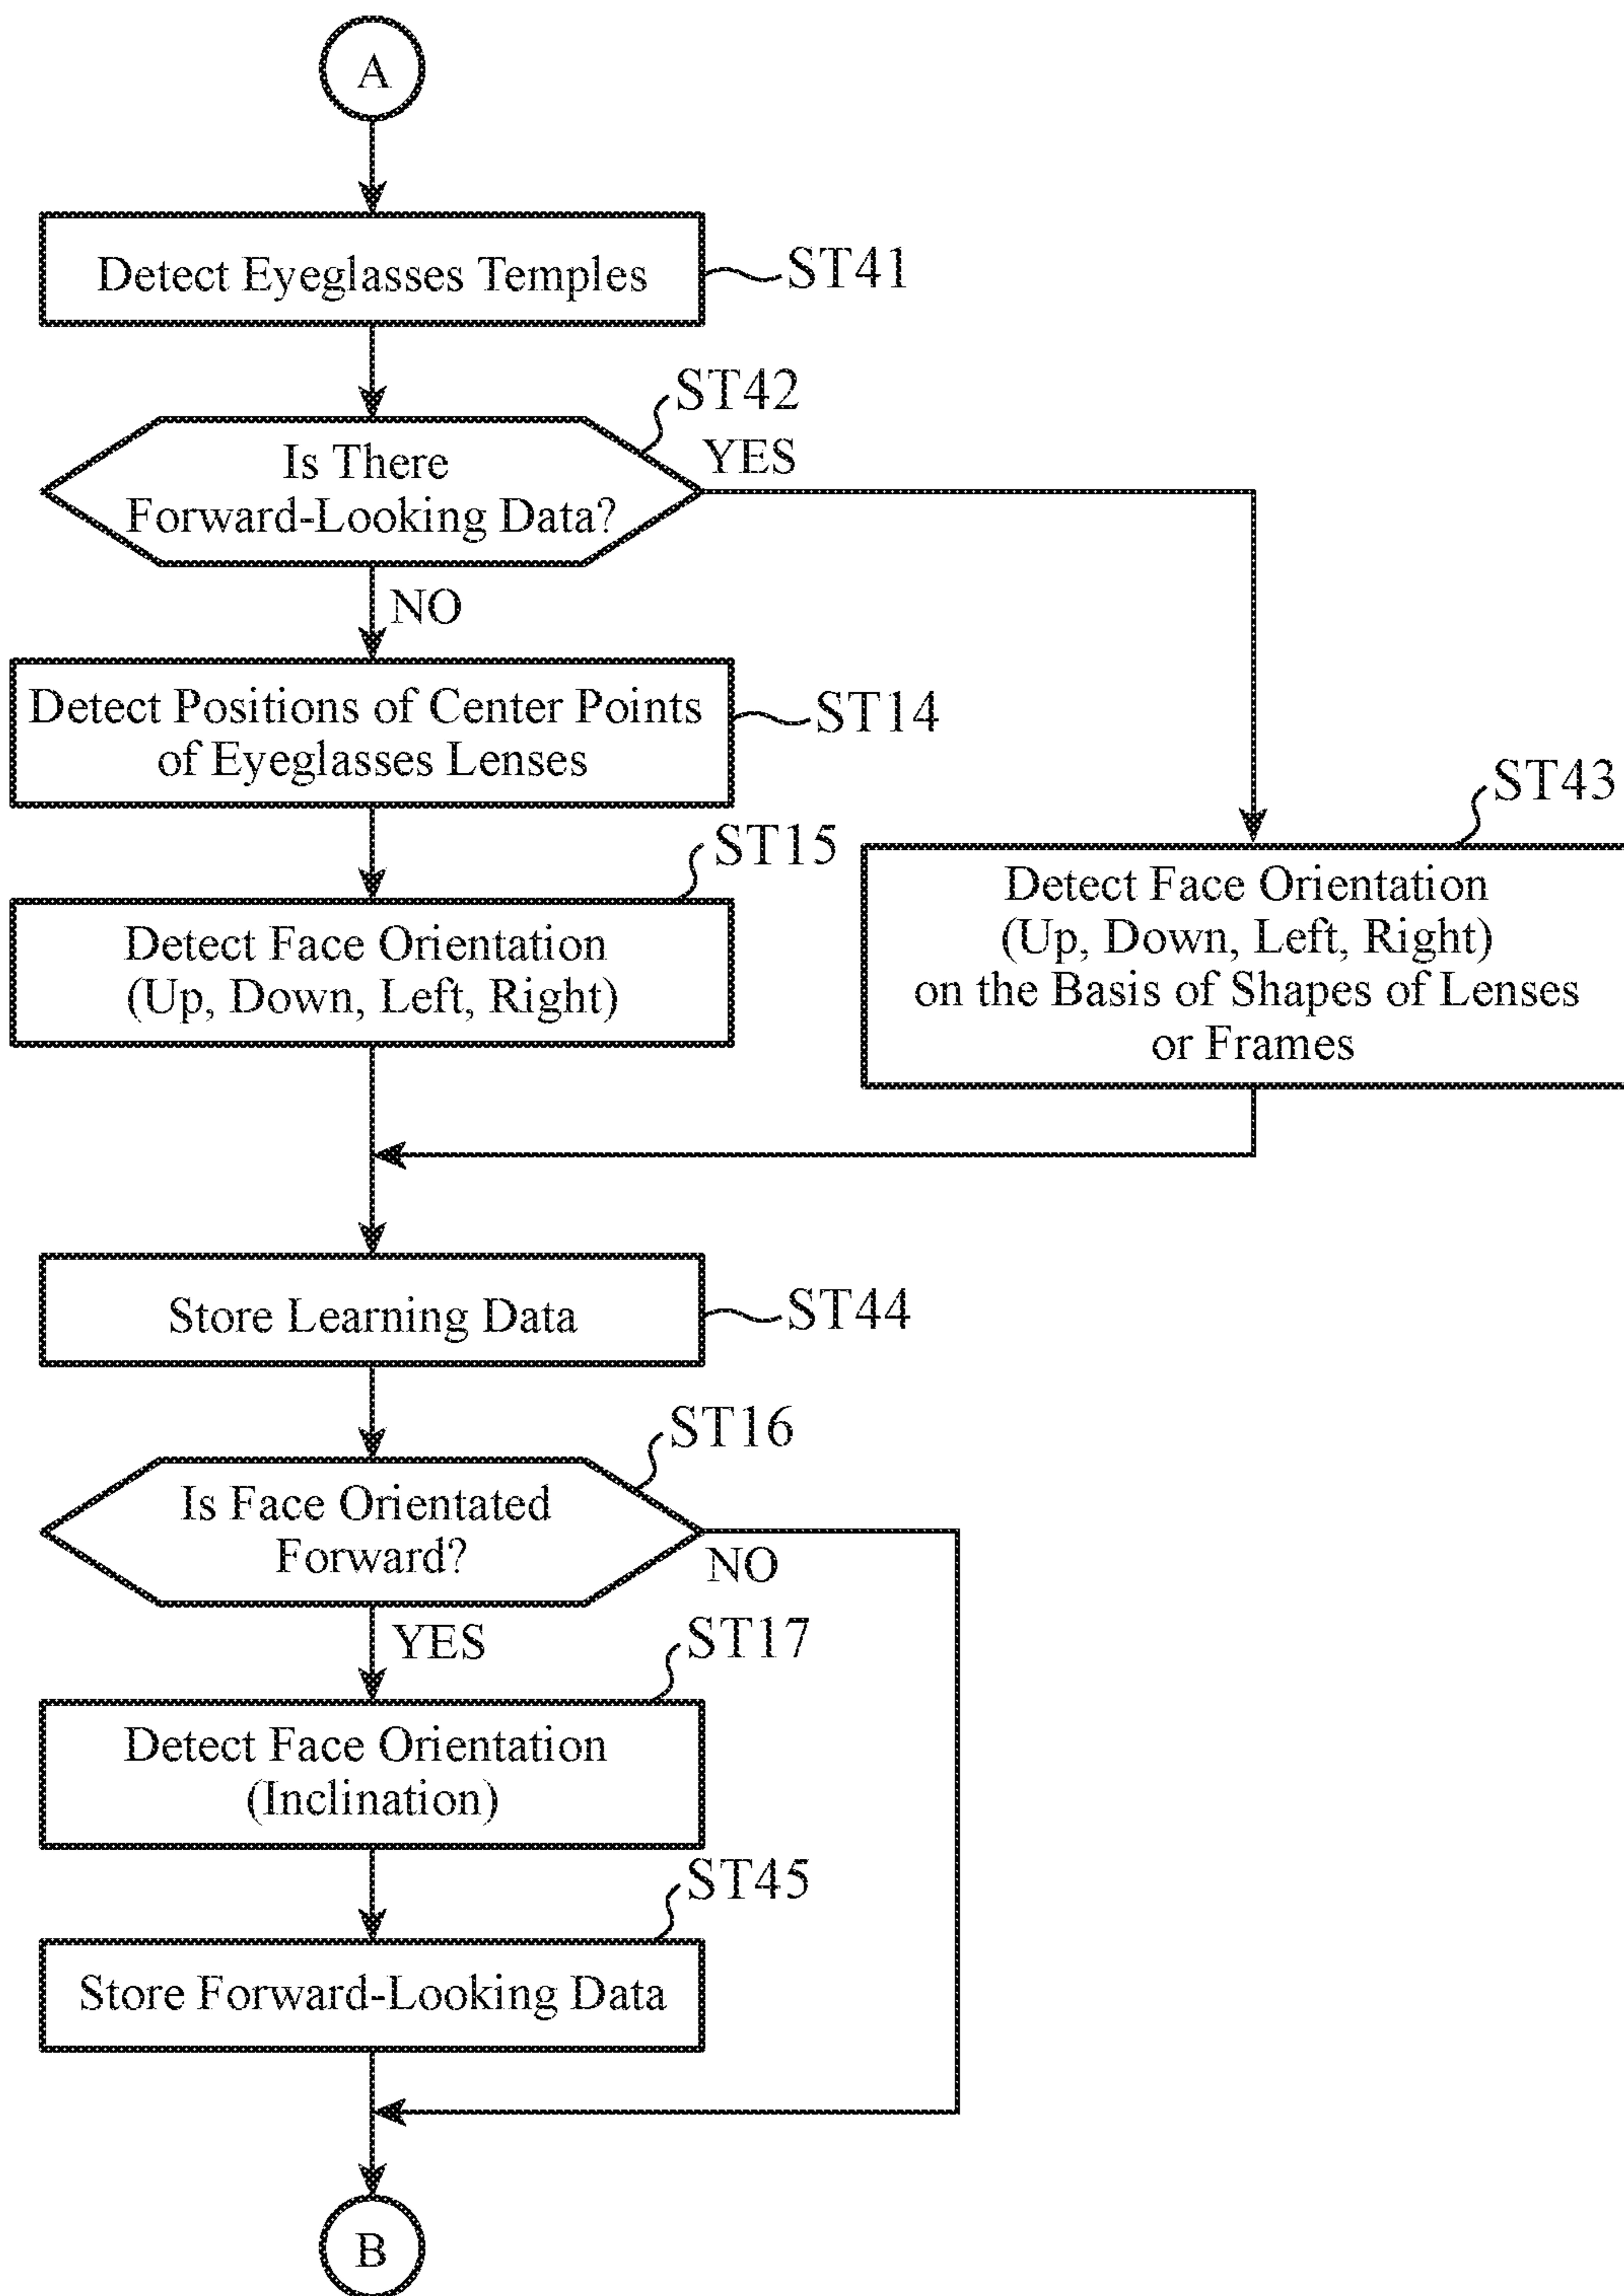 A
Detect Eyeglasses Temples
ST41
ST42
Is There
Forward-Looking Data?
YES
NO
Detect Positions of Center Points
of Eyeglasses Lenses
ST14
ST15
Detect Face Orientation
(Up, Down, Left, Right)
ST43
Detect Face Orientation
(Up, Down, Left, Right)
on the Basis of Shapes of Lenses
or Frames
Store Learning Data
ST44
ST16
Is Face Orientated
Forward?
NO
YES
ST17
Detect Face Orientation
(Inclination)
ST45
Store Forward-Looking Data
B